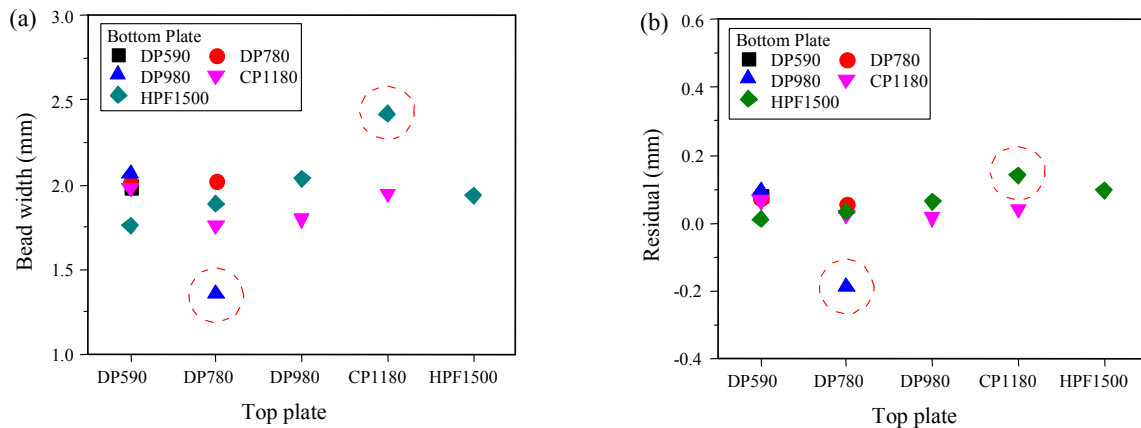 (a)
3.0
2.5
2.0
1.5
1.0
Bead width (mm)
Bottom Plate
DP590 DP780
DP980 CP1180
HPF1500
DP590 DP780 DP980 CP1180 HPF1500
Top plate
(b)
0.6
0.4
0.2
0.0
-0.2
-0.4
Residual (mm)
Bottom Plate
DP590 DP780
DP980 CP1180
HPF1500
DP590 DP780 DP980 CP1180 HPF1500
Top plate